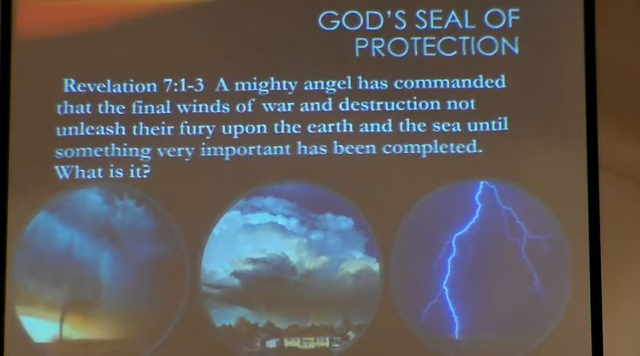 GOD'S SEAL OF
PROTECTION
Revelation 7:1-3 A mighty angel has commanded
that the final winds of war and destruction not
unleash their fury upon the earth and the sea until
something very important has been completed.
What is it?